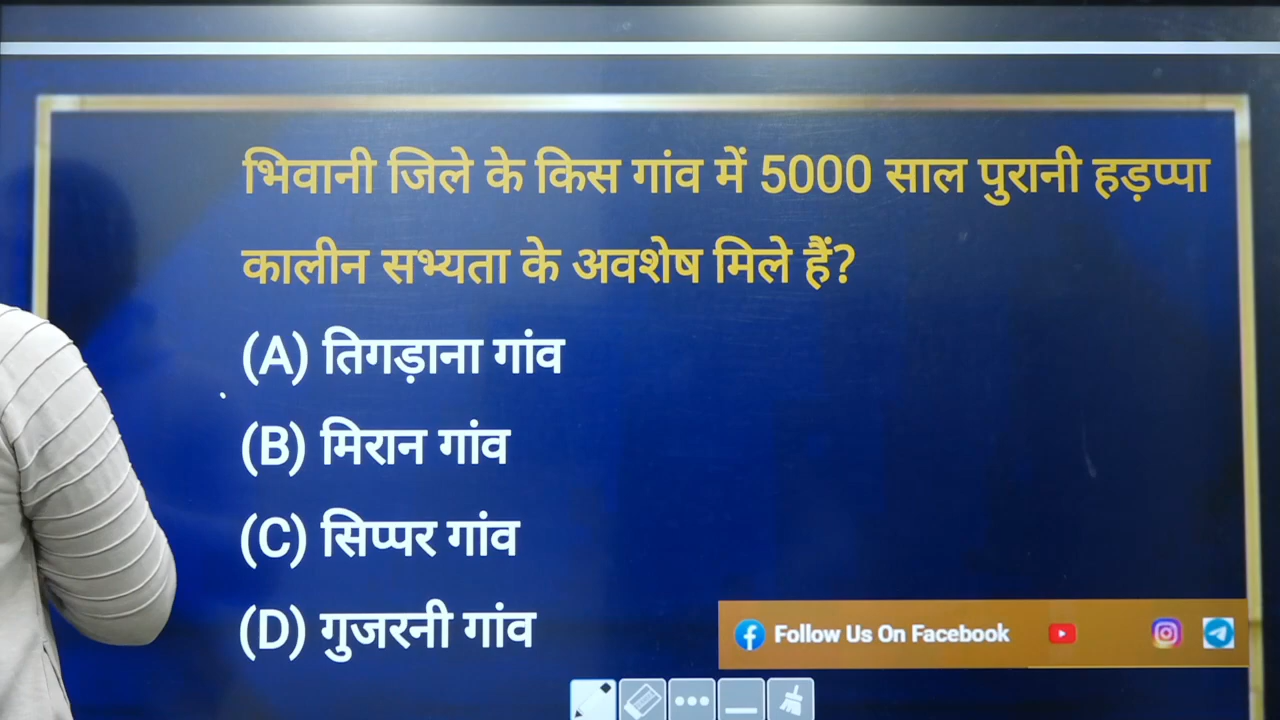 भिवानी जिले के किस गांव में 5000 साल पुरानी हड़प्पा
कालीन सभ्यता के अवशेष मिले हैं?
(A) तिगड़ाना गांव
(B) मिरान गांव
(C) सिप्पर गांव
(D) गुजरनी गांव
Follow Us On Facebook